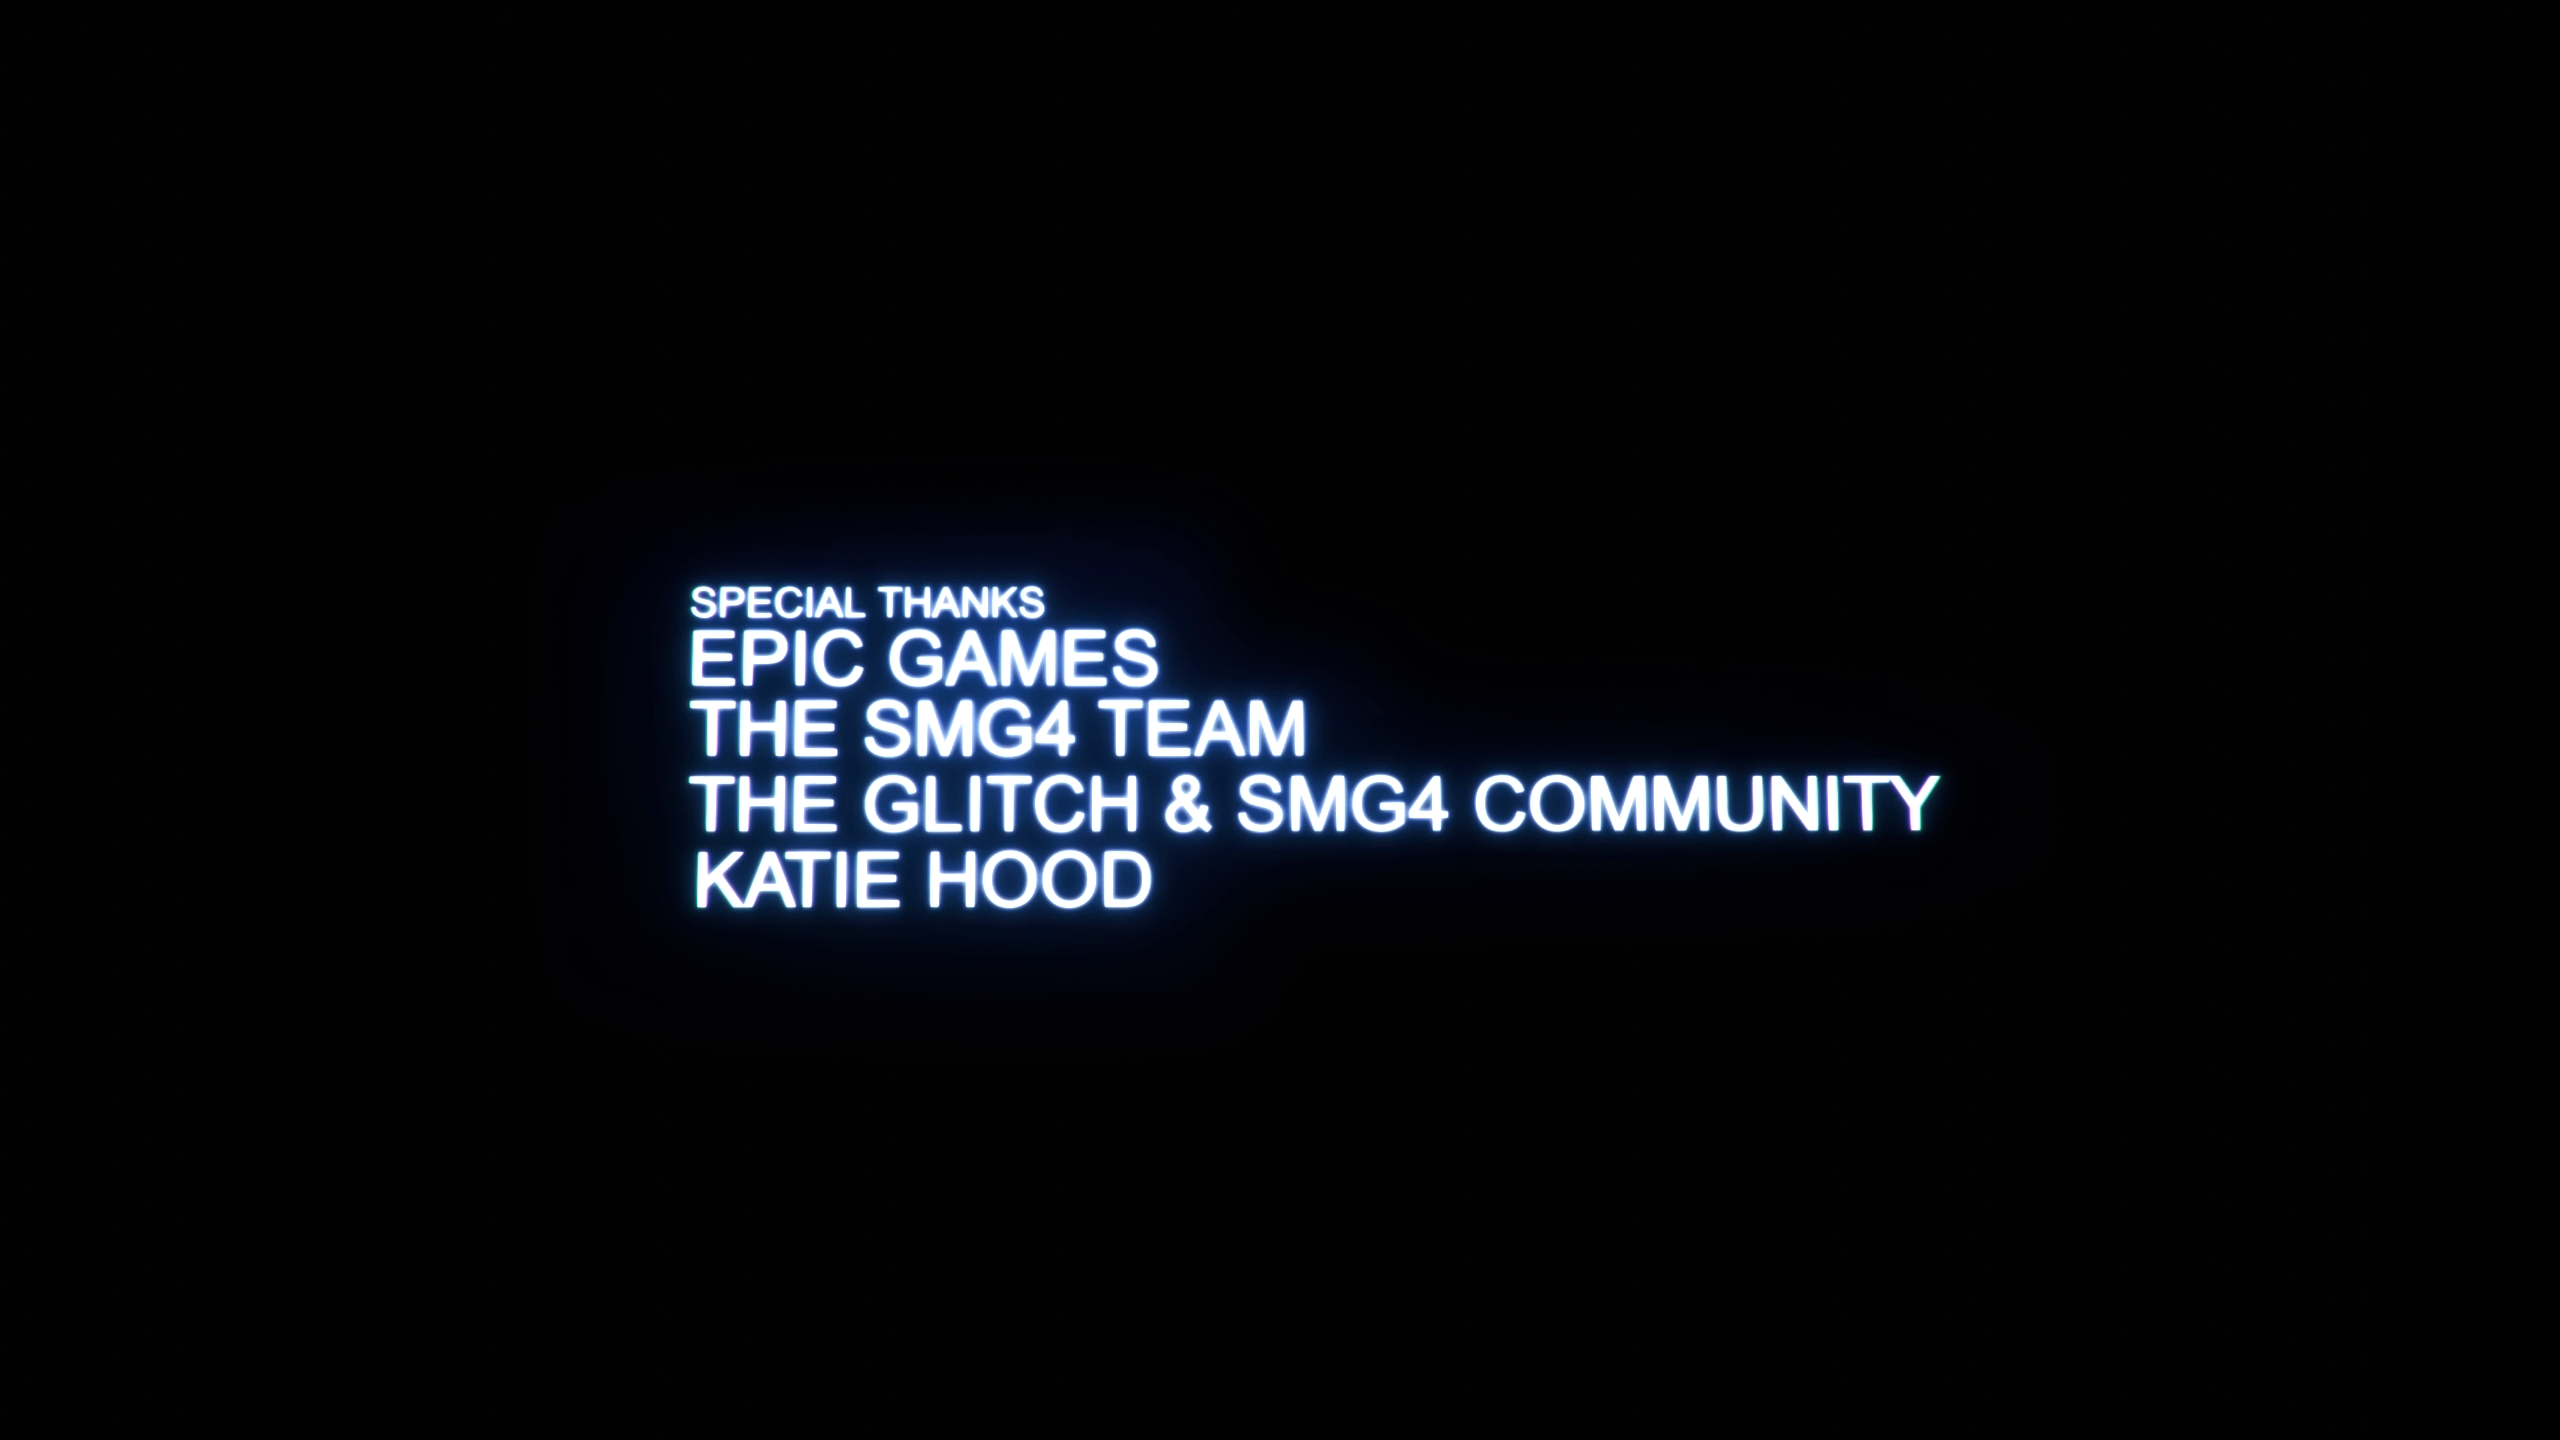 SPECIAL THANKS
EPIC GAMES
THE SMG4 TEAM
THE GLITCH & SMG4 COMMUNITY
KATIE HOOD